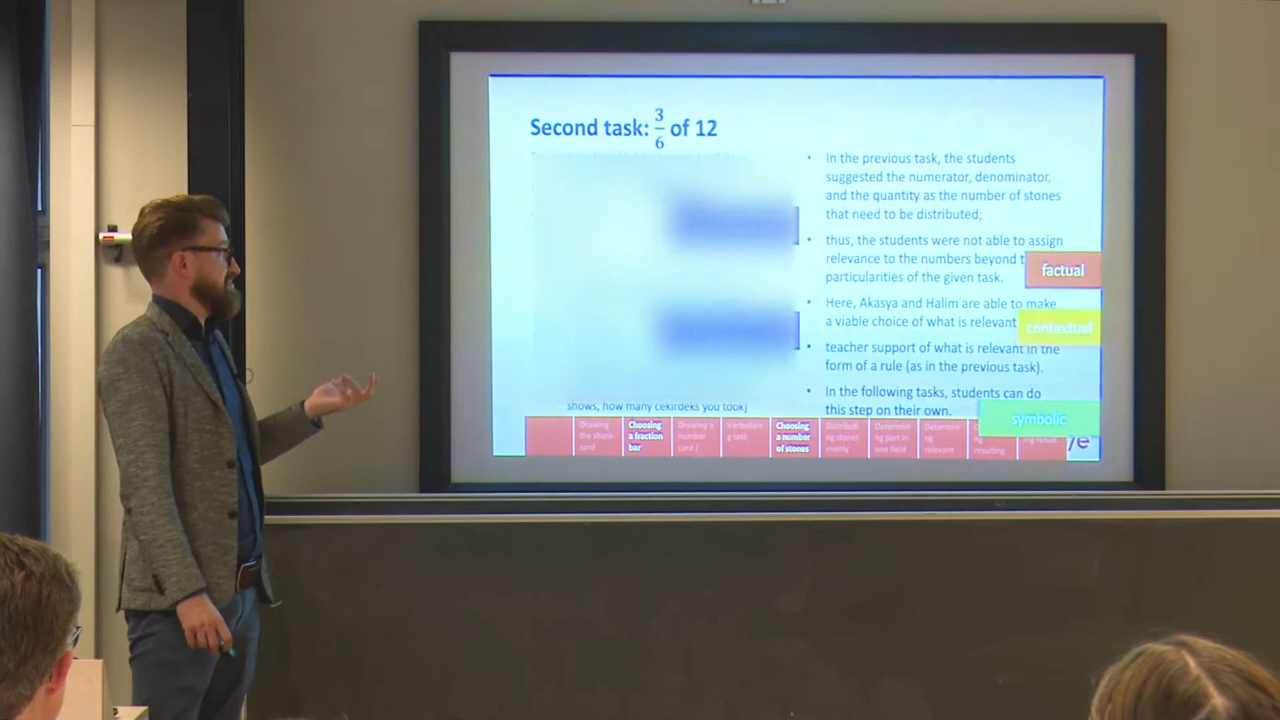 Second task: 3/6 of 12
• In the previous task, the students
suggested the numerator, denominator,
and the quantity as the number of stones
that need to be distributed;
• thus, the students were not able to assign
relevance to the numbers beyond
particularities of the given task.
factual
• Here, Akasya and Halim are able to make
a viable choice of what is relevant
contextual
• teacher support of what is relevant in the
form of a rule (as in the previous task).
• In the following tasks, students can do
this step on their own.
symbolic
shows, how many cekirdeks you took)
Drawing
the share-
card
Choosing
a fraction
bar
Drawing a
number
card /
Verbalisin
g task
Choosing
a number
of stones
Distributi
ng stones
evenly
Determini
ng part in
one field
Determini
ng
relevant
ng
resulting
ng result